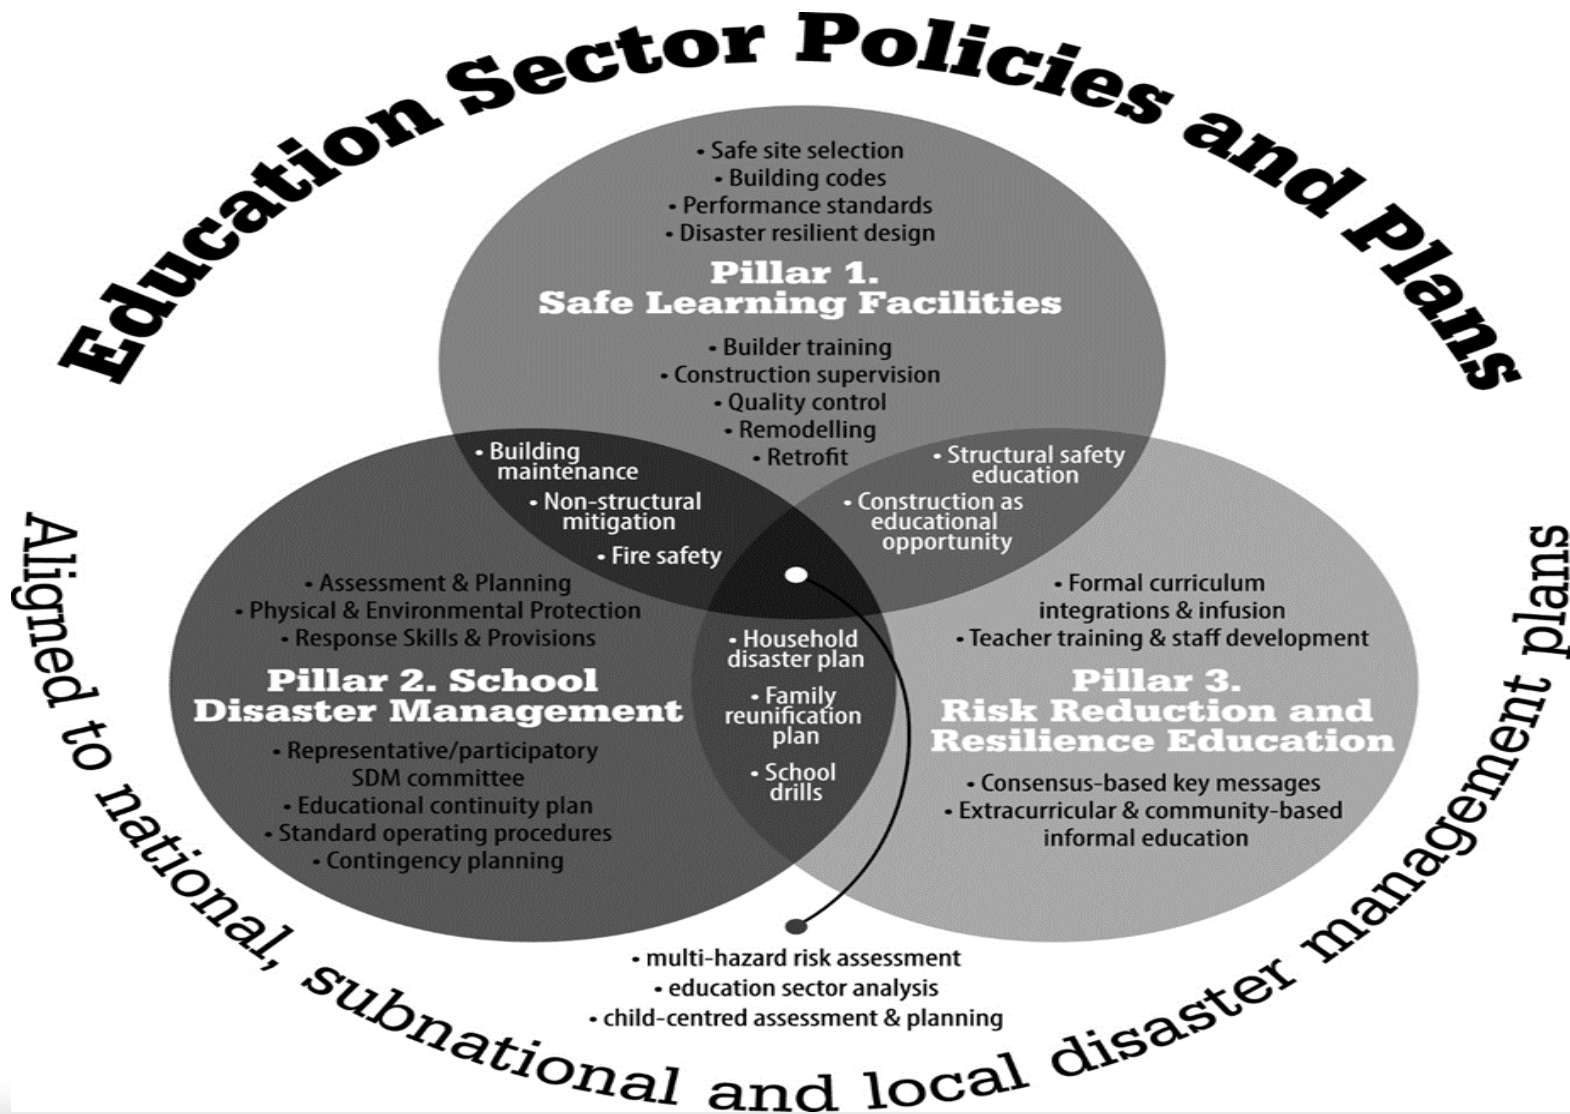 Education Sector Policies and Plans
• Safe site selection
• Building codes
• Performance standards
• Disaster resilient design
Pillar 1.
Safe Learning Facilities
• Builder training
• Construction supervision
• Quality control
• Remodelling
• Retrofit
• Building
maintenance
• Non-structural
mitigation
• Fire safety
• Structural safety
education
• Construction as
educational
opportunity
• Assessment & Planning
• Physical & Environmental Protection
• Response Skills & Provisions
Pillar 2. School
Disaster Management
• Representative/participatory
SDM committee
• Educational continuity plan
• Standard operating procedures
• Contingency planning
• Household
disaster plan
• Family
reunification
plan
• School
drills
• Formal curriculum
integrations & infusion
• Teacher training & staff development
Pillar 3.
Risk Reduction and
Resilience Education
• Consensus-based key messages
• Extracurricular & community-based
informal education
• multi-hazard risk assessment
• education sector analysis
• child-centred assessment & planning
Aligned to national, subnational and local disaster management plans